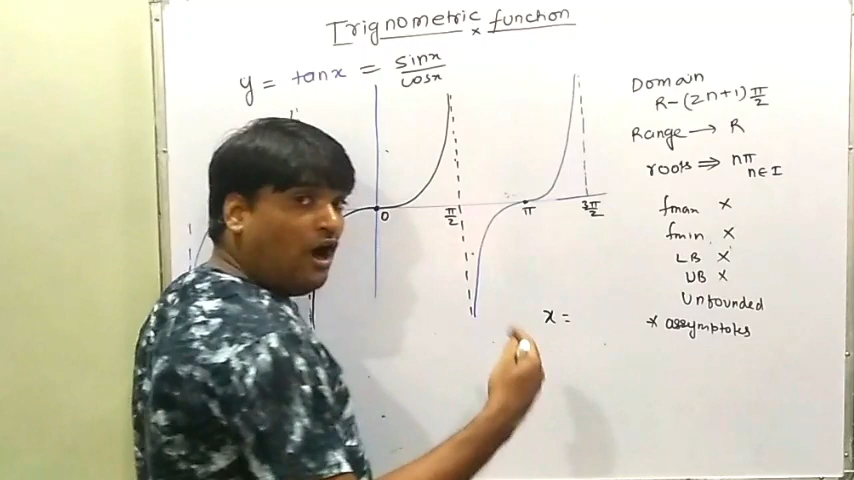 Trignometric function
y = tanx = sinx/cosx
Domain
R-(2n+1)π/2
Range → R
roots ⇒ nπ
n∈I
fmax ×
fmin. ×
LB ×
UB ×
Unbounded
* assymptotes
0 π/2 π 3π/2
x =